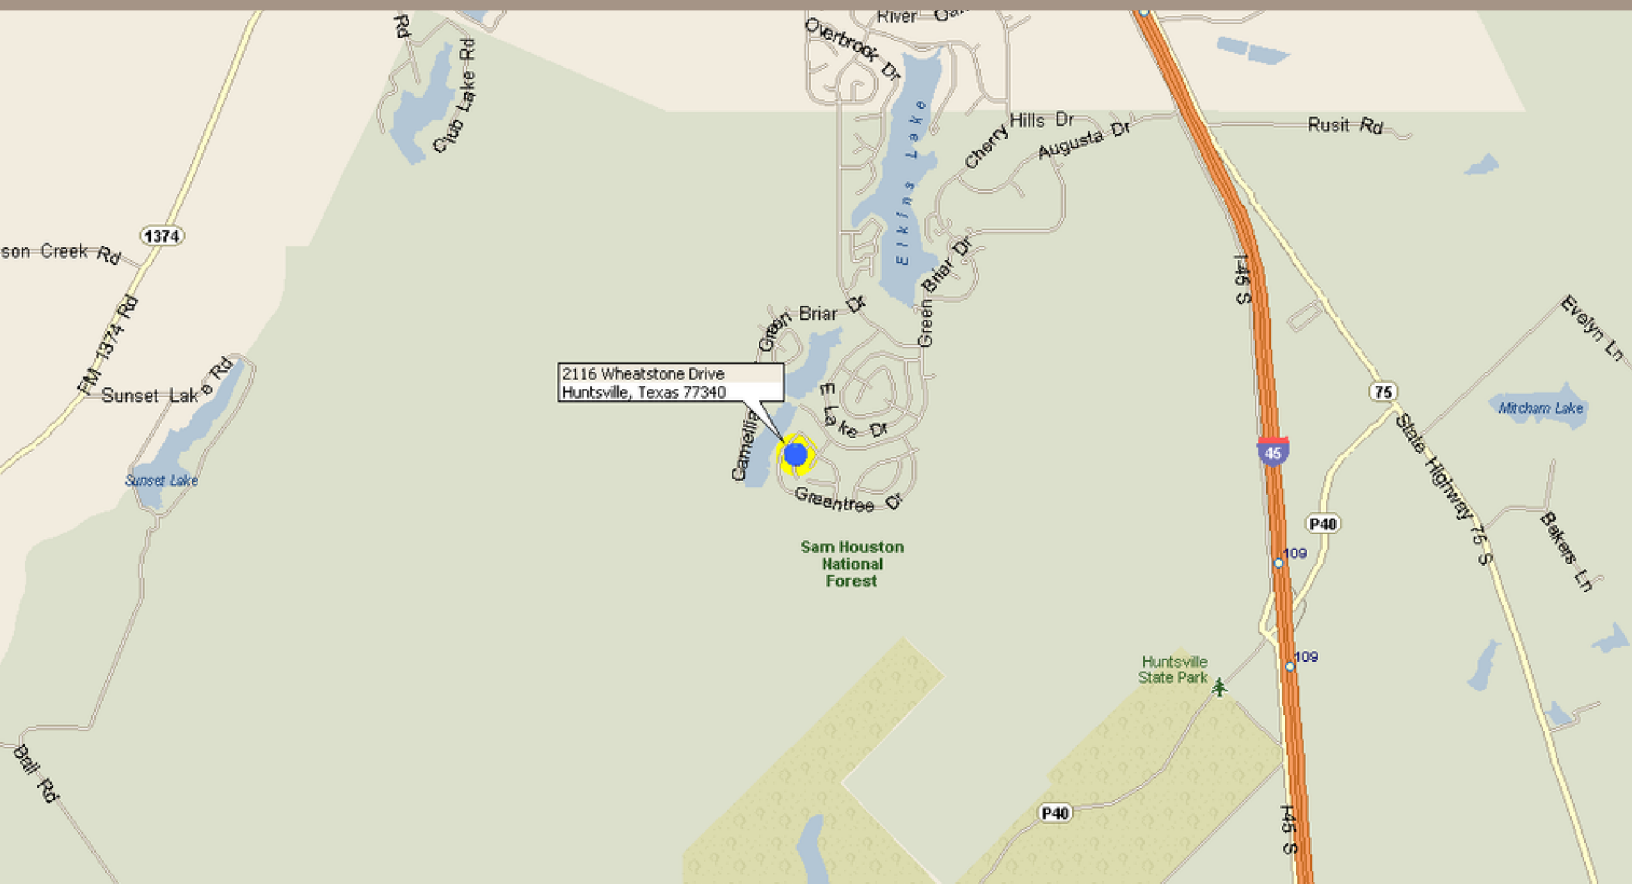 River
Overbrook Dr
Rd
Club Lake Rd
Hills Dr
Cherry
Augusta Dr
Rusit Rd
Elkins Lake
1374
son Creek Rd
FM 1374 Rd
Sunset Lake Rd
Sunset Lake
Green Briar Dr
Green Briar Dr
I-45 S
Evelyn Ln
2116 Wheatstone Drive
Huntsville, Texas 77340
E Lake Dr
Camellia
Greentree Dr
75
Mitcham Lake
State Highway 75 S
45
P40
109
Bakers Ln
Sam Houston
National
Forest
Huntsville
State Park
109
Ball Rd
P40
I-45 S